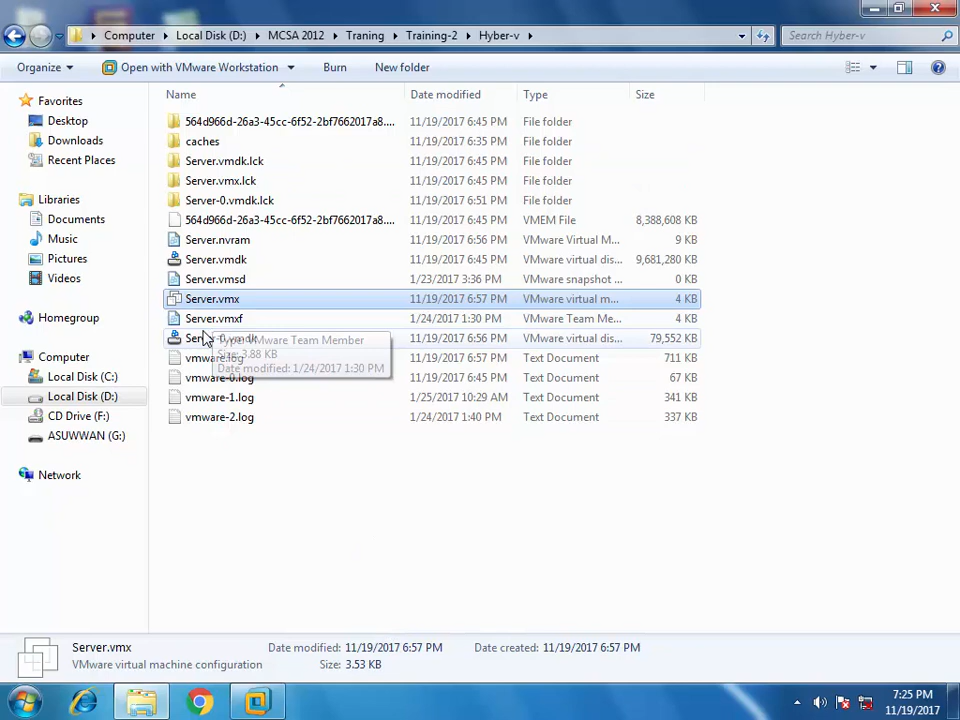 Computer ▸ Local Disk (D:) ▸ MCSA 2012 ▸ Traning ▸ Training-2 ▸ Hyber-v ▸ Search Hyber-v
Organize Open with VMware Workstation Burn New folder
Name Date modified Type Size
Favorites
Desktop
Downloads
Recent Places
Libraries
Documents
Music
Pictures
Videos
Homegroup
Computer
Local Disk (C:)
Local Disk (D:)
CD Drive (F:)
ASUWWAN (G:)
Network
564d966d-26a3-45cc-6f52-2bf7662017a8.... 11/19/2017 6:45 PM File folder
caches 11/19/2017 6:35 PM File folder
Server.vmdk.lck 11/19/2017 6:45 PM File folder
Server.vmx.lck 11/19/2017 6:45 PM File folder
Server-0.vmdk.lck 11/19/2017 6:51 PM File folder
564d966d-26a3-45cc-6f52-2bf7662017a8.... 11/19/2017 6:45 PM VMEM File 8,388,608 KB
Server.nvram 11/19/2017 6:56 PM VMware Virtual M... 9 KB
Server.vmdk 11/19/2017 6:56 PM VMware virtual dis... 9,681,280 KB
Server.vmsd 1/23/2017 3:36 PM VMware snapshot ... 0 KB
Server.vmx 11/19/2017 6:57 PM VMware virtual m... 4 KB
Server.vmxf 1/24/2017 1:30 PM VMware Team Me... 4 KB
Server-0.vmdk 11/19/2017 6:56 PM VMware virtual dis... 79,552 KB
vmware.log 11/19/2017 6:57 PM Text Document 711 KB
vmware-0.log 11/19/2017 6:45 PM Text Document 67 KB
vmware-1.log 1/25/2017 10:29 AM Text Document 341 KB
vmware-2.log 1/24/2017 1:40 PM Text Document 337 KB
Type: VMware Team Member
Size: 3.88 KB
Date modified: 1/24/2017 1:30 PM
Server.vmx Date modified: 11/19/2017 6:57 PM Date created: 11/19/2017 6:57 PM
VMware virtual machine configuration Size: 3.53 KB
7:25 PM
11/19/2017